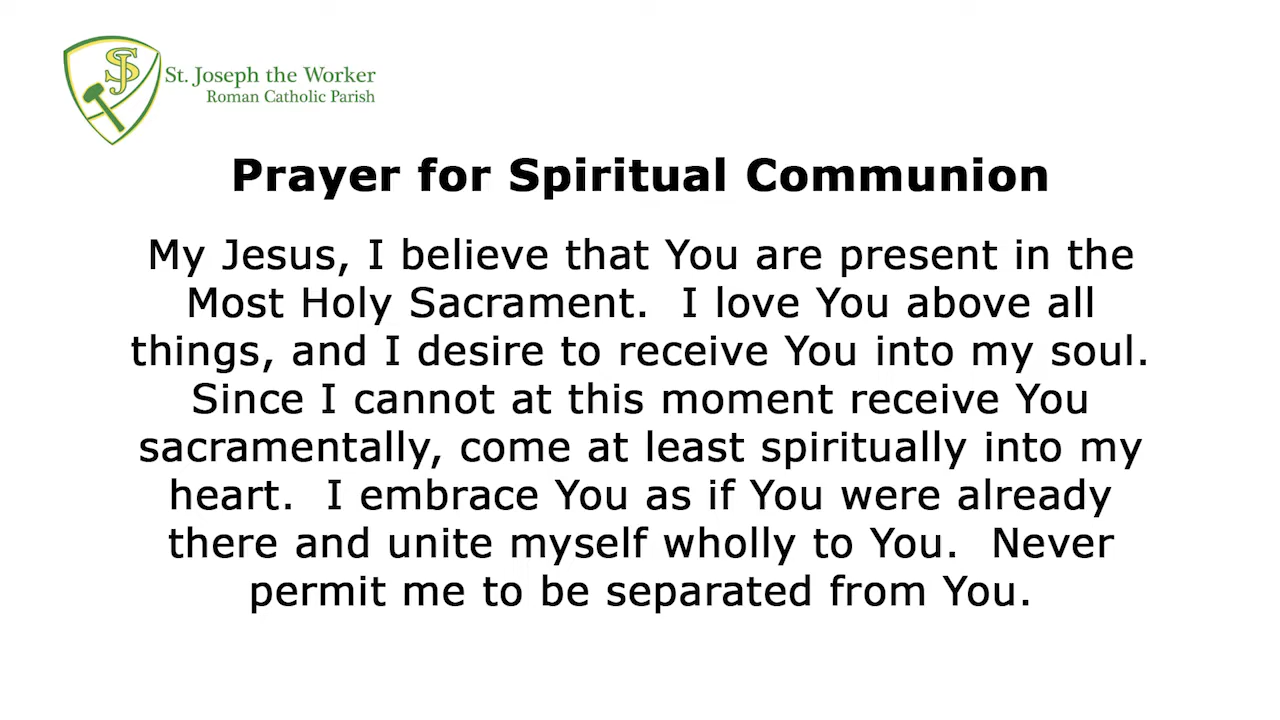 SJ
St. Joseph the Worker
Roman Catholic Parish
Prayer for Spiritual Communion
My Jesus, I believe that You are present in the
Most Holy Sacrament.  I love You above all
things, and I desire to receive You into my soul.
Since I cannot at this moment receive You
sacramentally, come at least spiritually into my
heart.  I embrace You as if You were already
there and unite myself wholly to You.  Never
permit me to be separated from You.